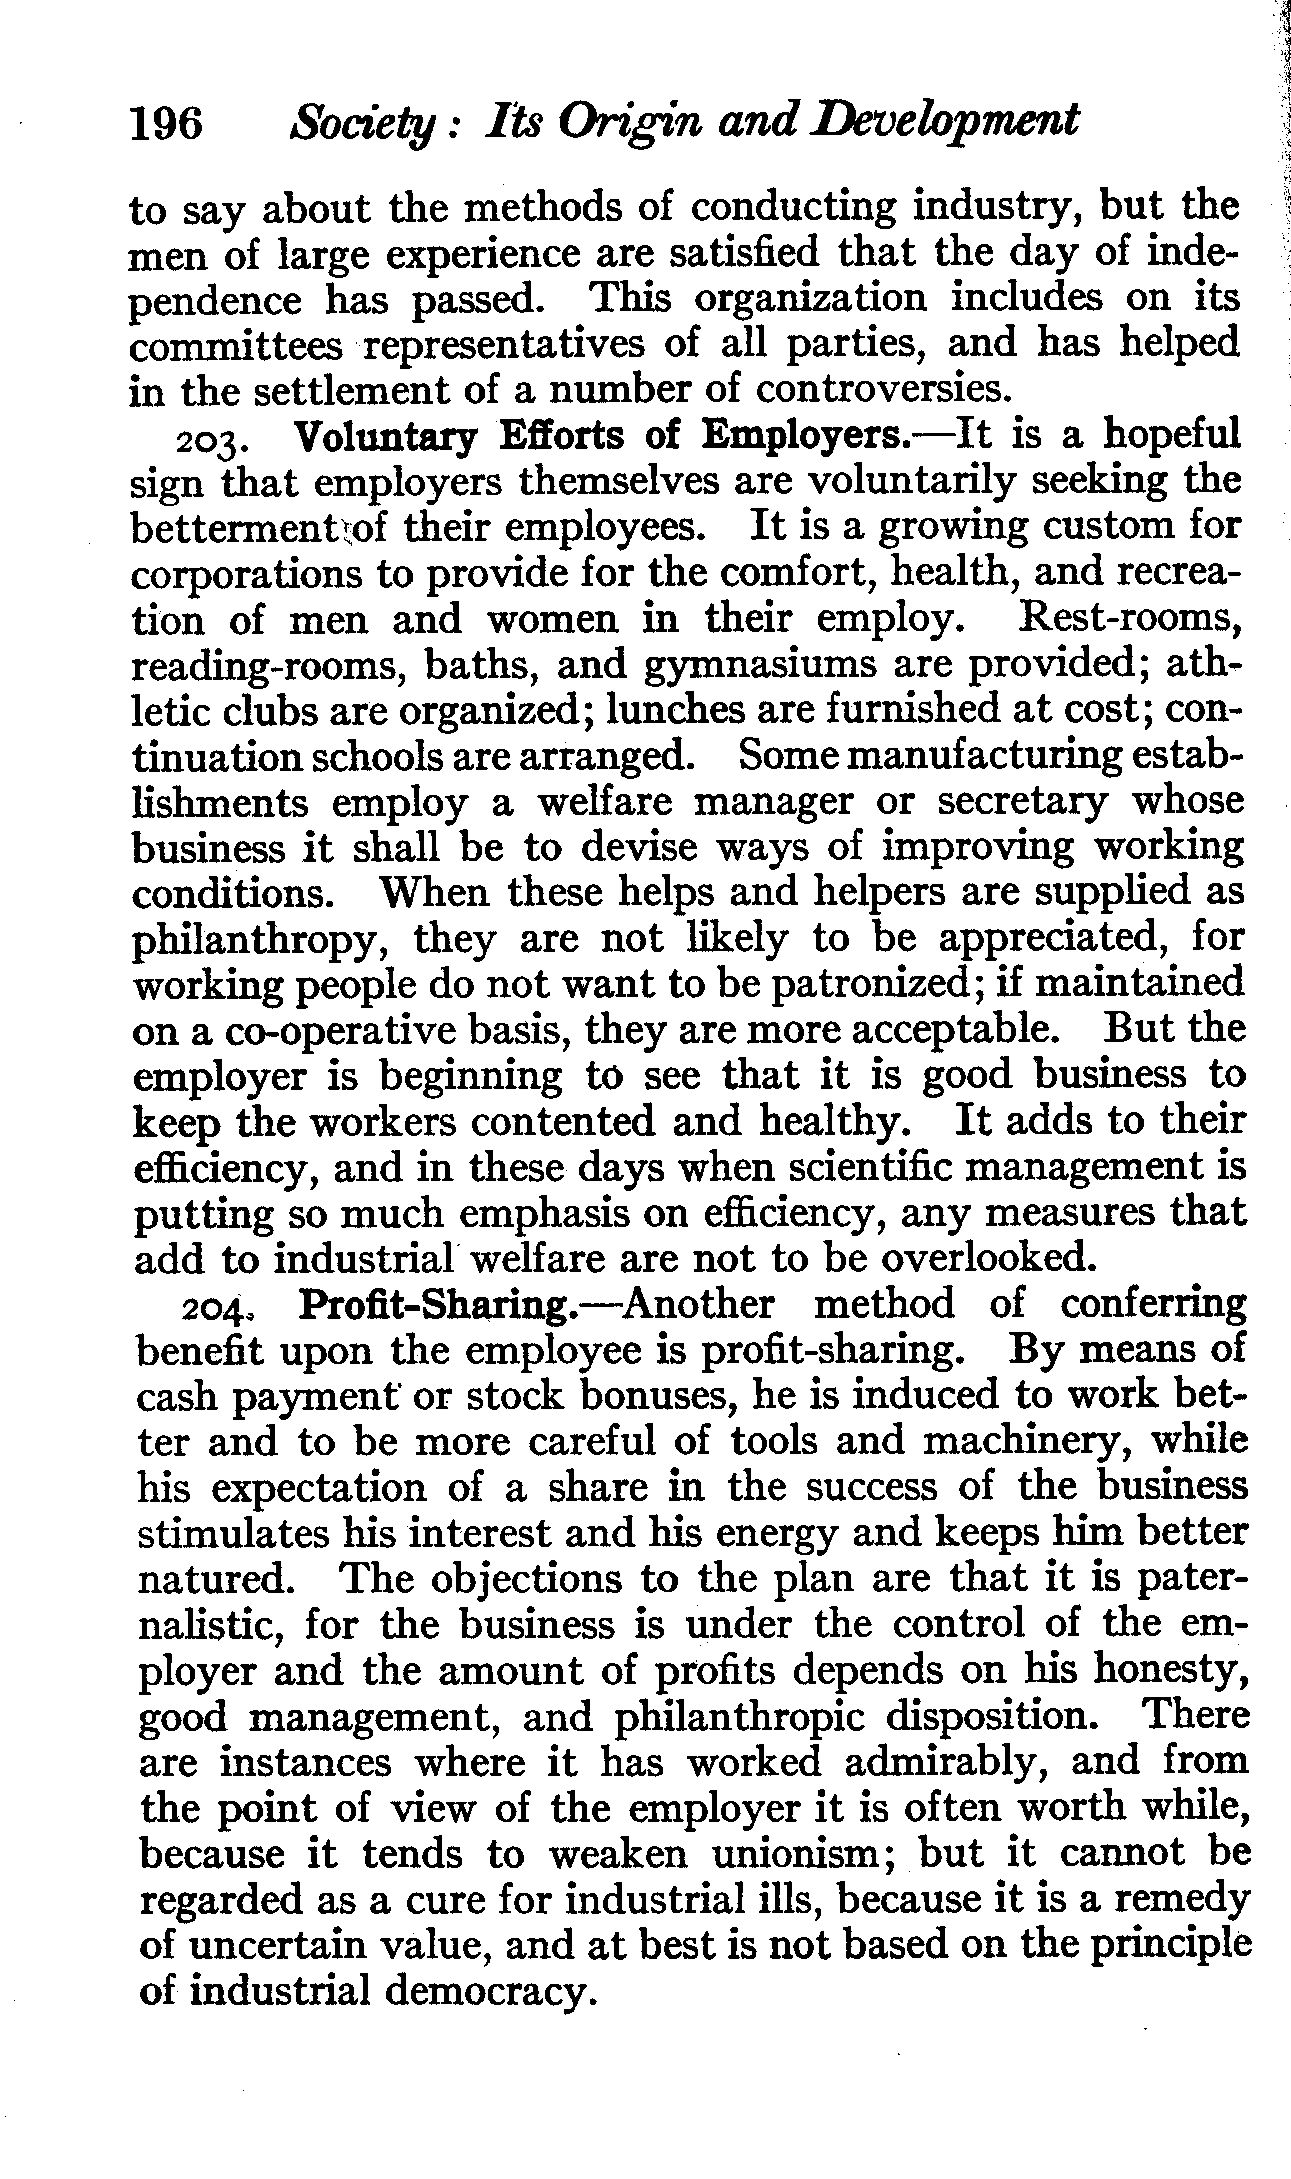 196 Society: Its Origin and Development
to say about the methods of conducting industry, but the
men of large experience are satisfied that the day of inde-
pendence has passed. This organization includes on its
committees representatives of all parties, and has helped
in the settlement of a number of controversies.
203. Voluntary Efforts of Employers.—It is a hopeful
sign that employers themselves are voluntarily seeking the
betterment of their employees. It is a growing custom for
corporations to provide for the comfort, health, and recrea-
tion of men and women in their employ. Rest-rooms,
reading-rooms, baths, and gymnasiums are provided; ath-
letic clubs are organized; lunches are furnished at cost; con-
tinuation schools are arranged. Some manufacturing estab-
lishments employ a welfare manager or secretary whose
business it shall be to devise ways of improving working
conditions. When these helps and helpers are supplied as
philanthropy, they are not likely to be appreciated, for
working people do not want to be patronized; if maintained
on a co-operative basis, they are more acceptable. But the
employer is beginning to see that it is good business to
keep the workers contented and healthy. It adds to their
efficiency, and in these days when scientific management is
putting so much emphasis on efficiency, any measures that
add to industrial welfare are not to be overlooked.
204. Profit-Sharing.—Another method of conferring
benefit upon the employee is profit-sharing. By means of
cash payment or stock bonuses, he is induced to work bet-
ter and to be more careful of tools and machinery, while
his expectation of a share in the success of the business
stimulates his interest and his energy and keeps him better
natured. The objections to the plan are that it is pater-
nalistic, for the business is under the control of the em-
ployer and the amount of profits depends on his honesty,
good management, and philanthropic disposition. There
are instances where it has worked admirably, and from
the point of view of the employer it is often worth while,
because it tends to weaken unionism; but it cannot be
regarded as a cure for industrial ills, because it is a remedy
of uncertain value, and at best is not based on the principle
of industrial democracy.